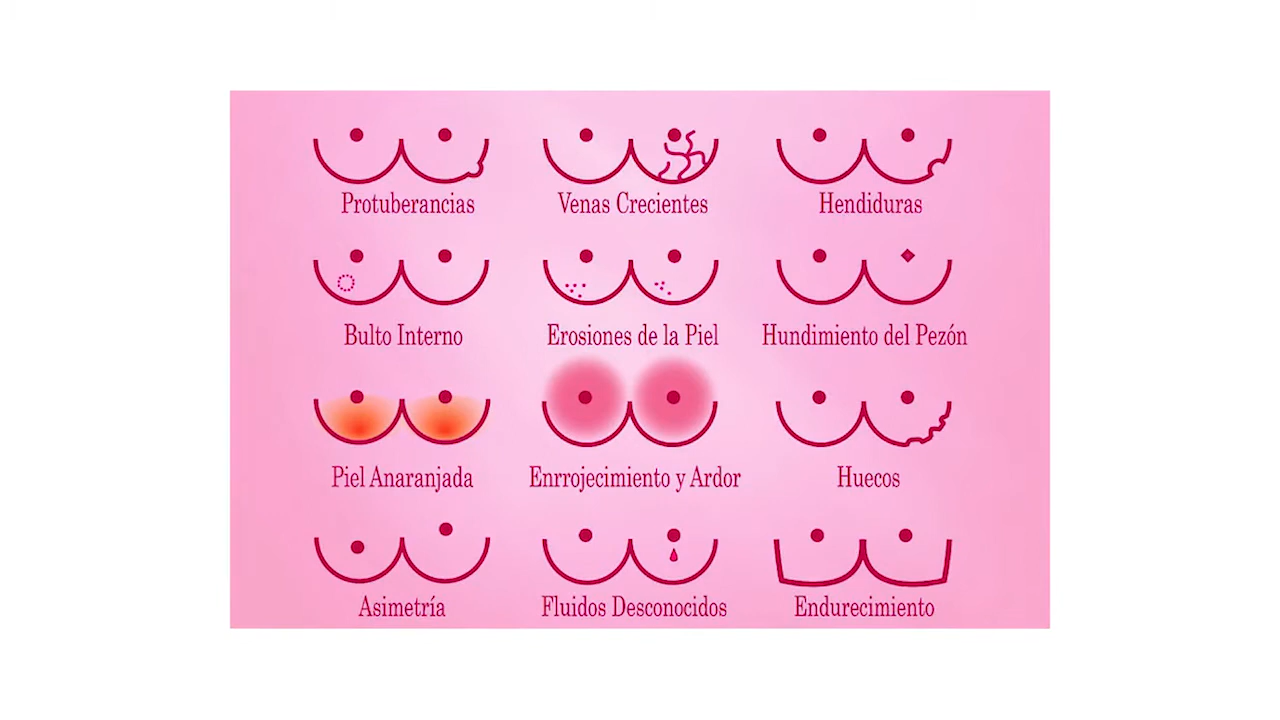 Protuberancias
Venas Crecientes
Hendiduras
Bulto Interno
Erosiones de la Piel
Hundimiento del Pezón
Piel Anaranjada
Enrrojecimiento y Ardor
Huecos
Asimetría
Fluidos Desconocidos
Endurecimiento